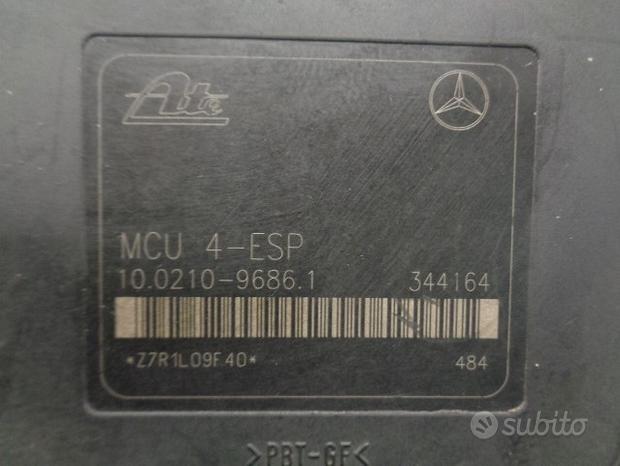 Ate
MCU 4-ESP
10.0210-9686.1 344164
*Z7R1L09F40*
484
>PBT-GF<
subito